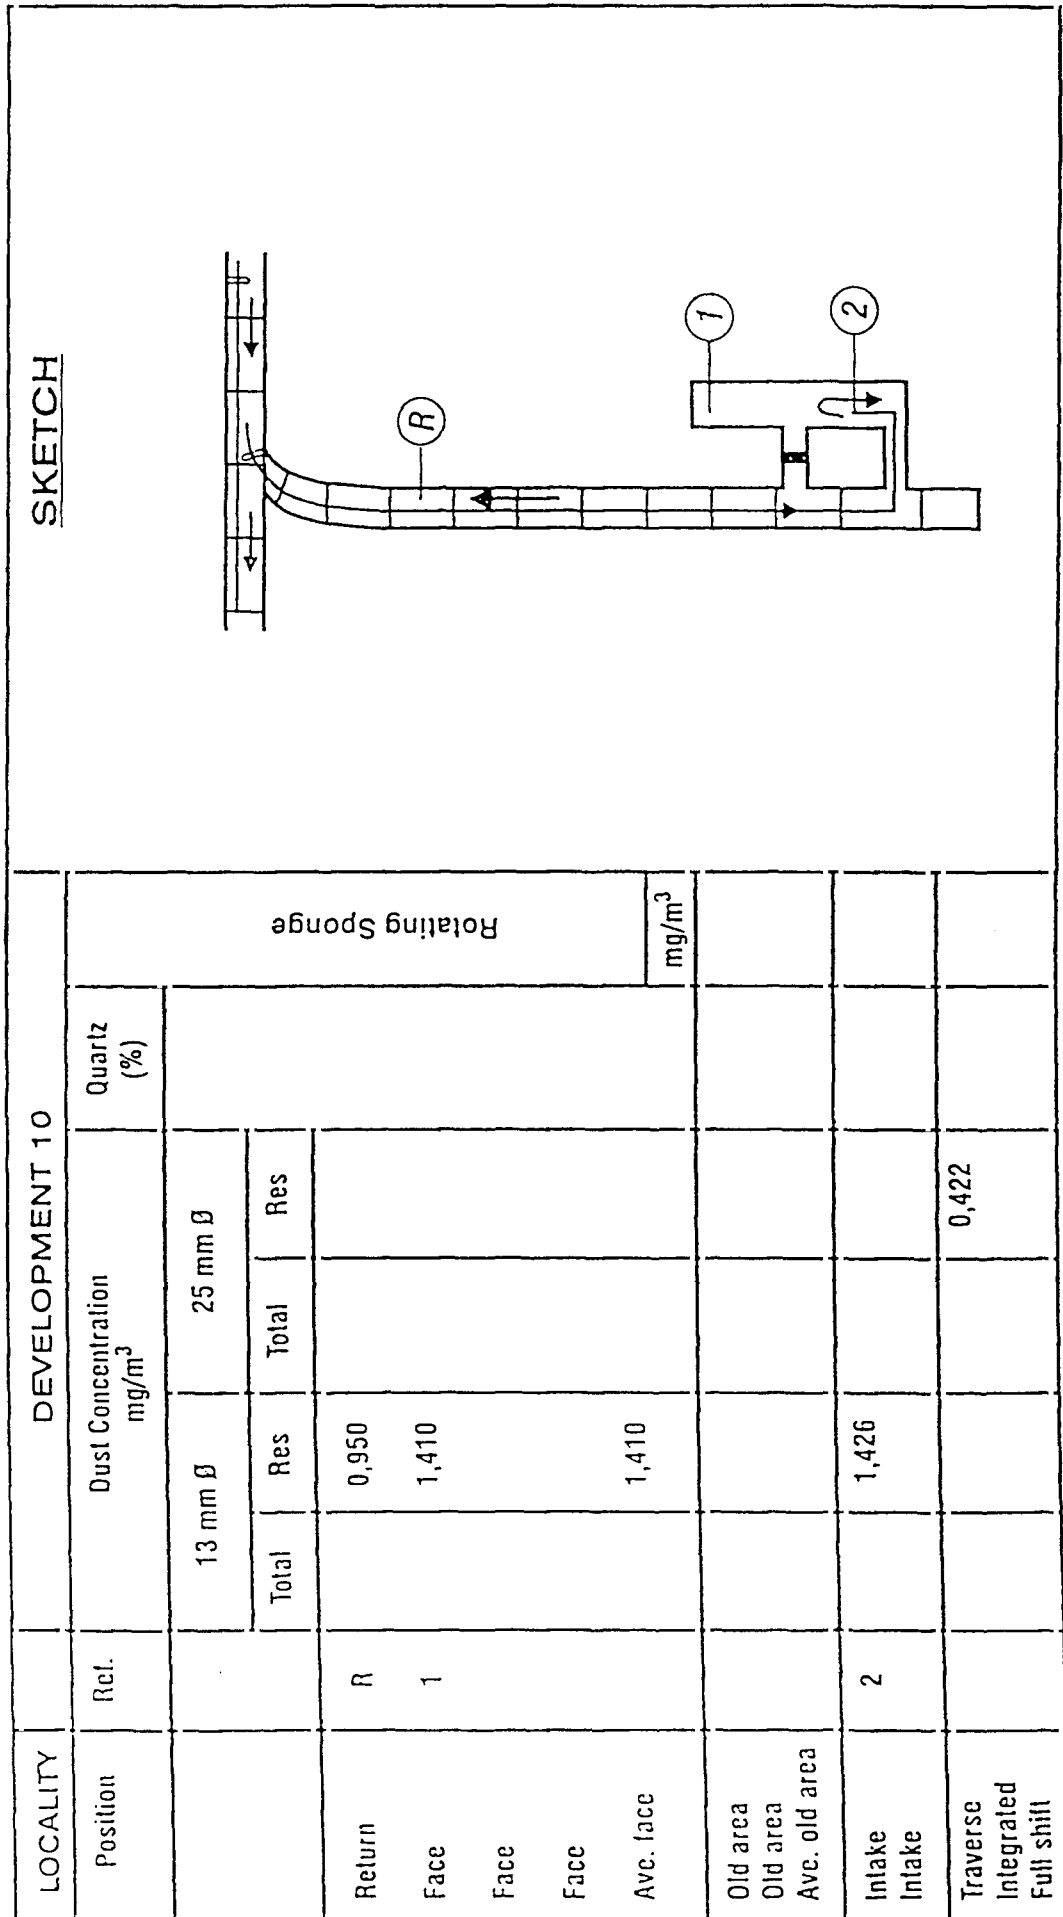 LOCALITY DEVELOPMENT 10
Position Ref. Dust Concentration mg/m³ Quartz (%) Rotating Sponge
13 mm Ø 25 mm Ø
Total Res Total Res
Return R 0,950
Face 1 1,410
Face
Face
Ave. face 1,410 mg/m³
Old area
Old area
Avc. old area
Intake 2 1,426
Intake
Traverse 0,422
Integrated
Full shift
SKETCH
R
1
2